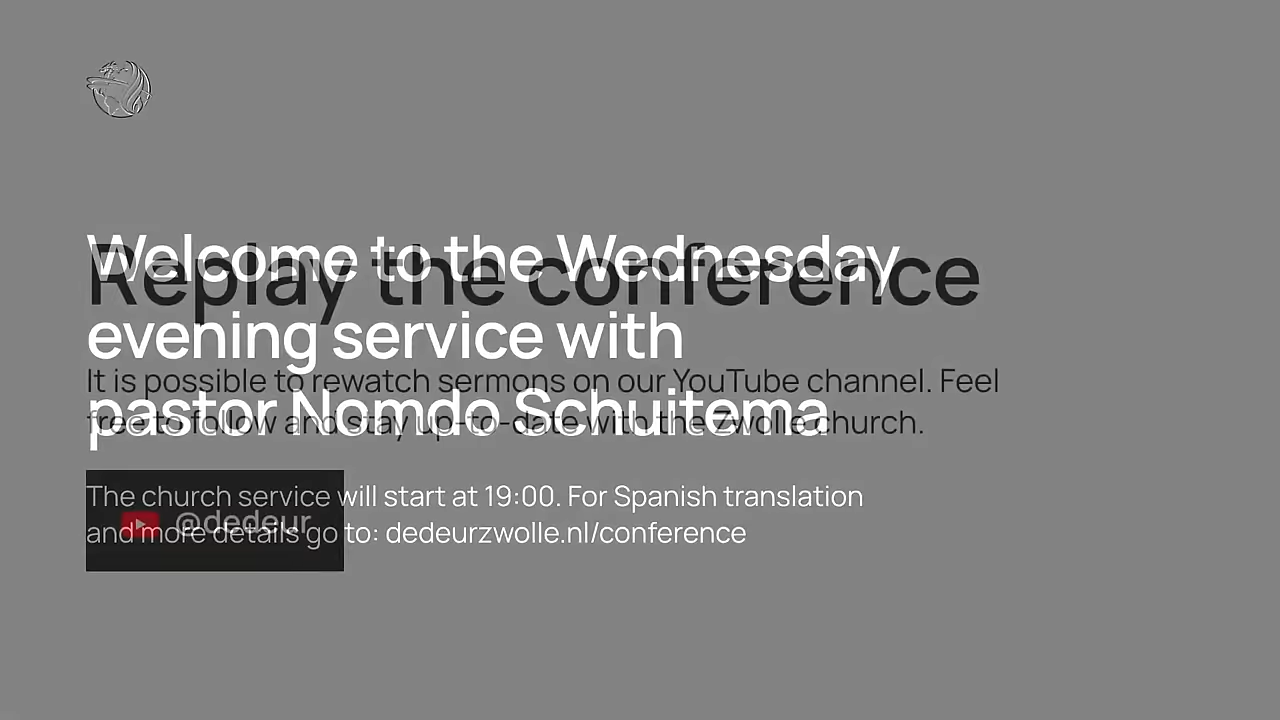 Welcome to the Wednesday
evening service with
pastor Nomdo Schuitema
The church service will start at 19:00. For Spanish translation
and more details go to: dedeurzwolle.nl/conference
Replay the conference
It is possible to rewatch sermons on our YouTube channel. Feel
free to follow and stay up-to-date with the Zwolle church.
@dedeur